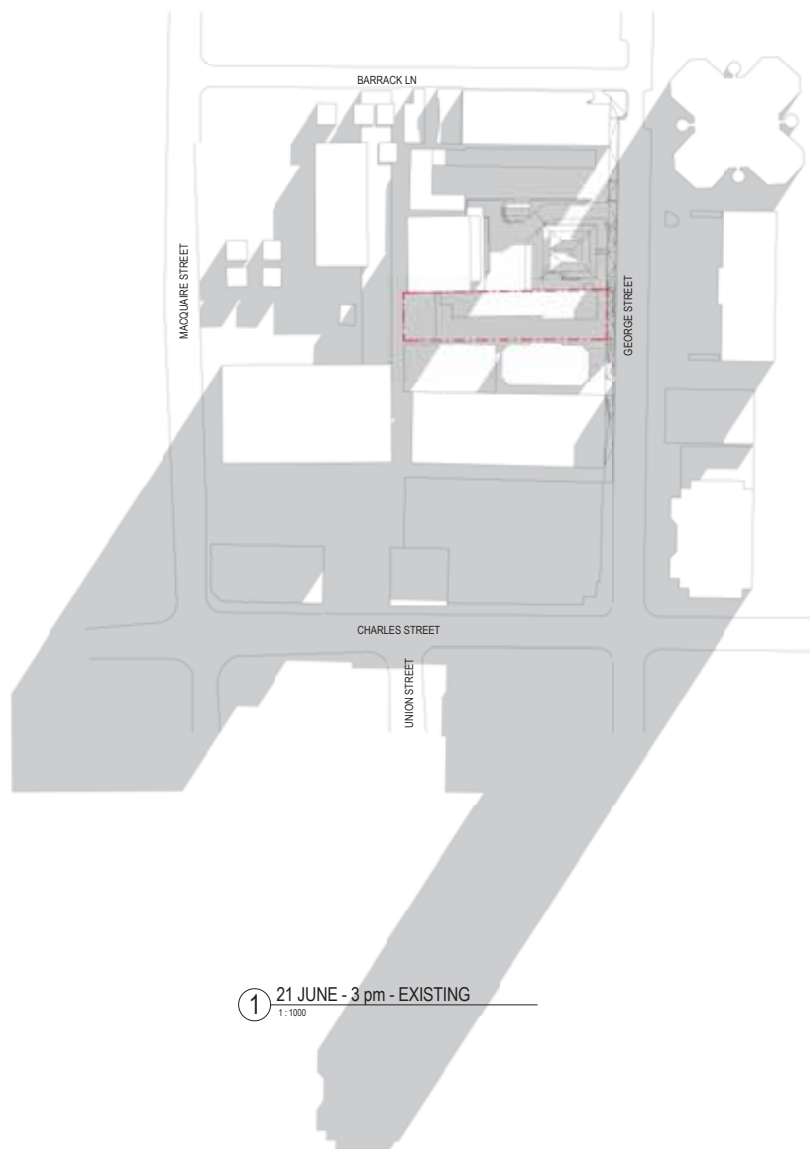 BARRACK LN
MACQUAIRE STREET
GEORGE STREET
CHARLES STREET
UNION STREET
1
21 JUNE - 3 pm - EXISTING
1 : 1000